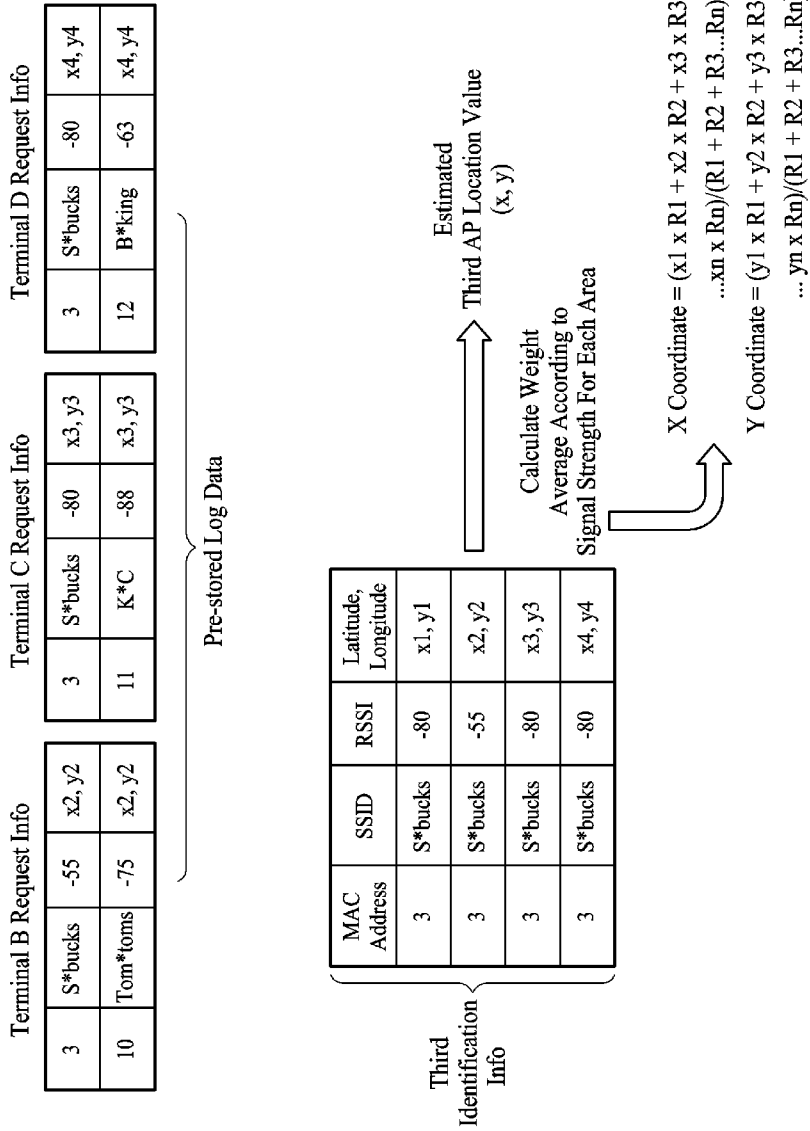 Terminal B Request Info
3 S*bucks -55 x2, y2
10 Tom*toms -75 x2, y2
Terminal C Request Info
3 S*bucks -80 x3, y3
11 K*C -88 x3, y3
Terminal D Request Info
3 S*bucks -80 x4, y4
12 B*king -63 x4, y4
Pre-stored Log Data
Third
Identification
Info
MAC
Address
SSID
RSSI
Latitude,
Longitude
3 S*bucks -80 x1, y1
3 S*bucks -55 x2, y2
3 S*bucks -80 x3, y3
3 S*bucks -80 x4, y4
Estimated
Third AP Location Value
(x, y)
Calculate Weight
Average According to
Signal Strength For Each Area
X Coordinate = (x1 x R1 + x2 x R2 + x3 x R3
...xn x Rn)/(R1 + R2 + R3...Rn)
Y Coordinate = (y1 x R1 + y2 x R2 + y3 x R3
... yn x Rn)/(R1 + R2 + R3...Rn)